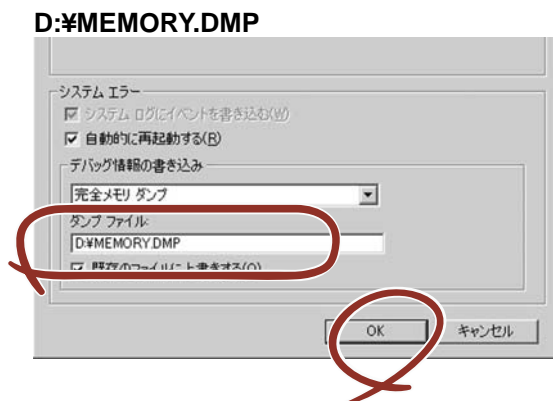 D:¥MEMORY.DMP
システム エラー
システム ログにイベントを書き込む(W)
自動的に再起動する(R)
デバッグ情報の書き込み
完全メモリ ダンプ
ダンプ ファイル:
D:¥MEMORY.DMP
既存のファイルに上書きする(O)
OK
キャンセル